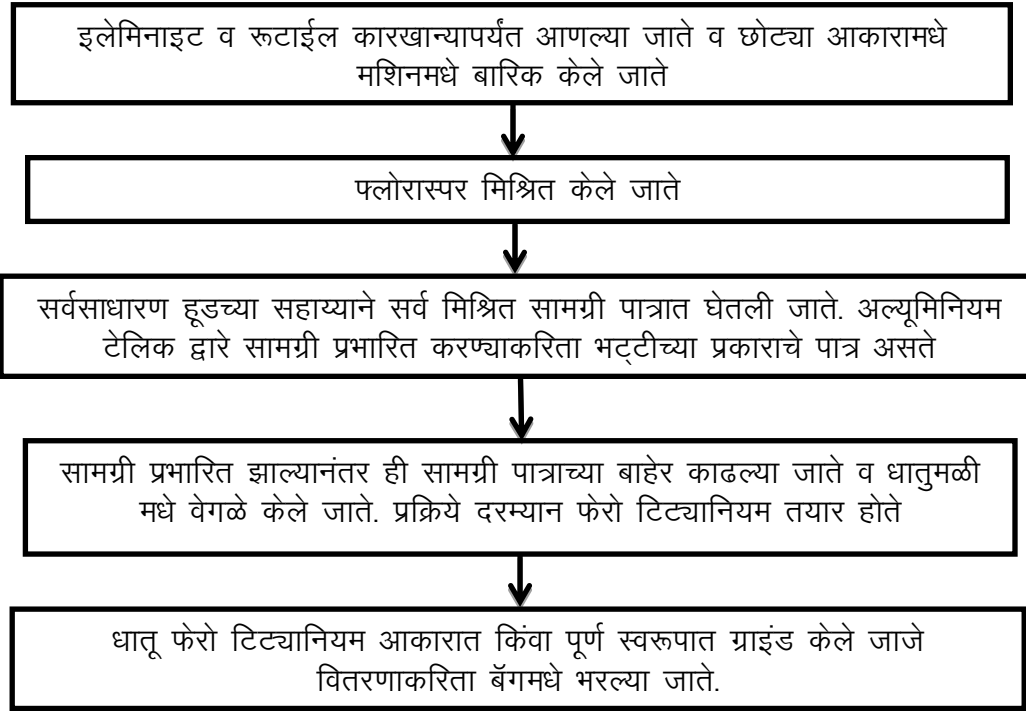 इलेमिनाइट व रूटाईल कारखान्यापर्यंत आणल्या जाते व छोट्या आकारामधे
मशिनमधे बारिक केले जाते
फ्लोरास्पर मिश्रित केले जाते
सर्वसाधारण हूडच्या सहाय्याने सर्व मिश्रित सामग्री पात्रात घेतली जाते. अल्यूमिनियम
टेलिक द्वारे सामग्री प्रभारित करण्याकरिता भट्टीच्या प्रकाराचे पात्र असते
सामग्री प्रभारित झाल्यानंतर ही सामग्री पात्राच्या बाहेर काढल्या जाते व धातुमळी
मधे वेगळे केले जाते. प्रक्रिये दरम्यान फेरो टिट्यानियम तयार होते
धातू फेरो टिट्यानियम आकारात किंवा पूर्ण स्वरूपात ग्राइंड केले जाजे
वितरणाकरिता बॅगमधे भरल्या जाते.